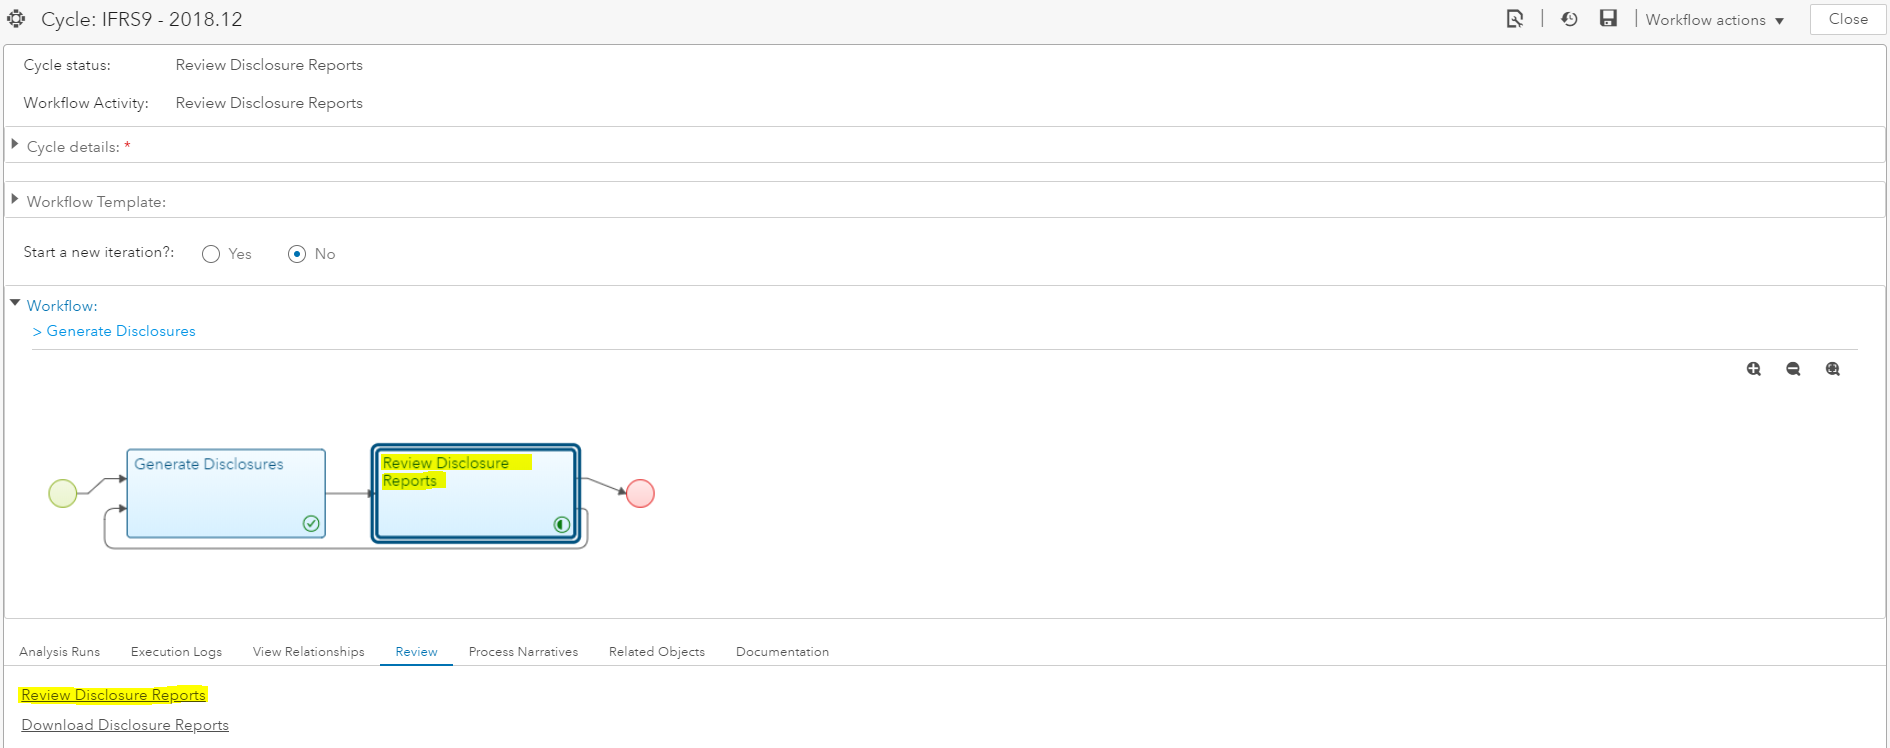 Cycle: IFRS9 - 2018.12
Workflow actions
Close
Cycle status: Review Disclosure Reports
Workflow Activity: Review Disclosure Reports
Cycle details: *
Workflow Template:
Start a new iteration?: Yes No
Workflow:
> Generate Disclosures
Generate Disclosures
Review Disclosure
Reports
Analysis Runs Execution Logs View Relationships Review Process Narratives Related Objects Documentation
Review Disclosure Reports
Download Disclosure Reports